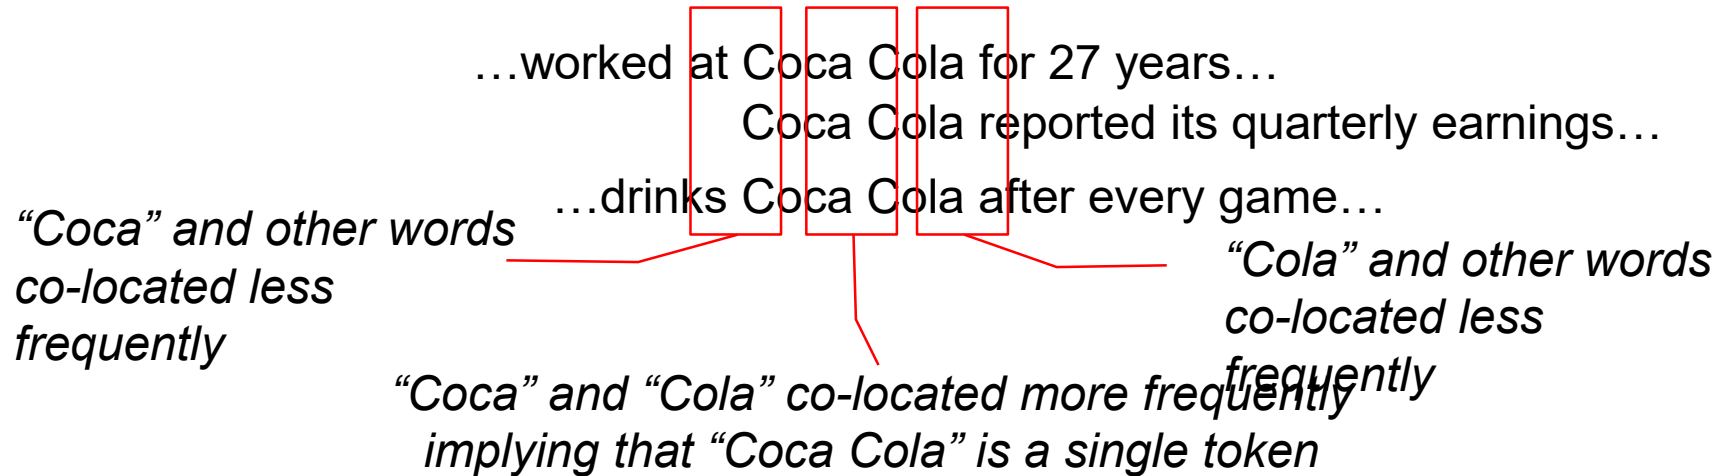 …worked at Coca Cola for 27 years…
Coca Cola reported its quarterly earnings…
…drinks Coca Cola after every game…
“Coca” and other words
co-located less
frequently
“Cola” and other words
co-located less
frequently
“Coca” and “Cola” co-located more frequently
implying that “Coca Cola” is a single token